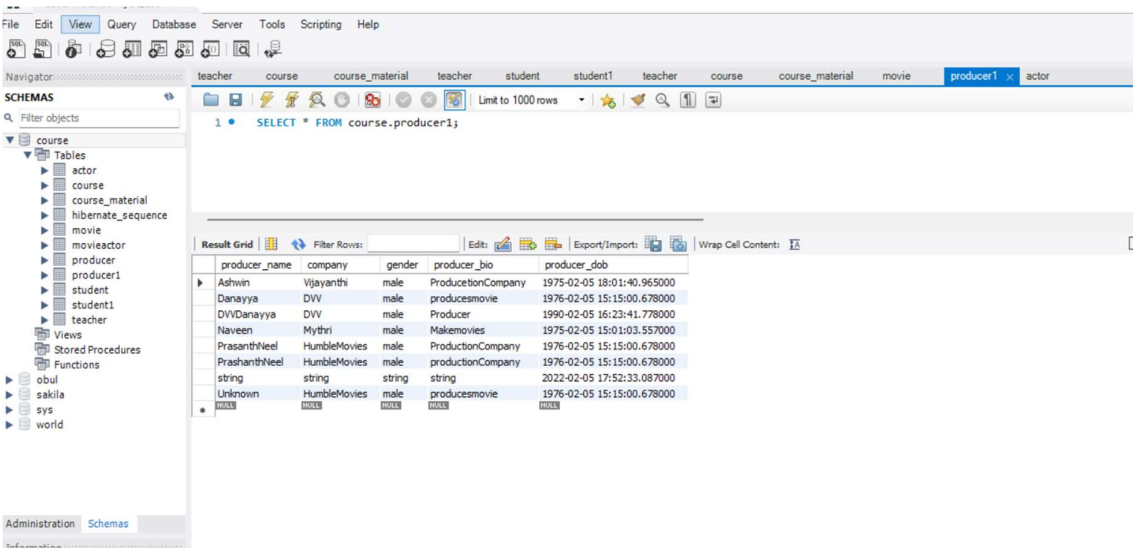 File Edit View Query Database Server Tools Scripting Help
Navigator
SCHEMAS
Filter objects
course
Tables
actor
course
course_material
hibernate_sequence
movie
movieactor
producer
producer1
student
student1
teacher
Views
Stored Procedures
Functions
obul
sakila
sys
world
Administration Schemas
Information
teacher course course_material teacher student student1 teacher course course_material movie producer1 actor
Limit to 1000 rows
1 SELECT * FROM course.producer1;
Result Grid Filter Rows: Edit: Export/Import: Wrap Cell Content:
producer_name company gender producer_bio producer_dob
Ashwin Vijayanthi male ProducetionCompany 1975-02-05 18:01:40.965000
Danayya DVV male producesmovie 1976-02-05 15:15:00.678000
DVVDanayya DVV male Producer 1990-02-05 16:23:41.778000
Naveen Mythri male Makemovies 1975-02-05 15:01:03.557000
PrasanthNeel HumbleMovies male ProductionCompany 1976-02-05 15:15:00.678000
PrashanthNeel HumbleMovies male productionCompany 1976-02-05 15:15:00.678000
string string string string 2022-02-05 17:52:33.087000
Unknown HumbleMovies male producesmovie 1976-02-05 15:15:00.678000
NULL NULL NULL NULL NULL